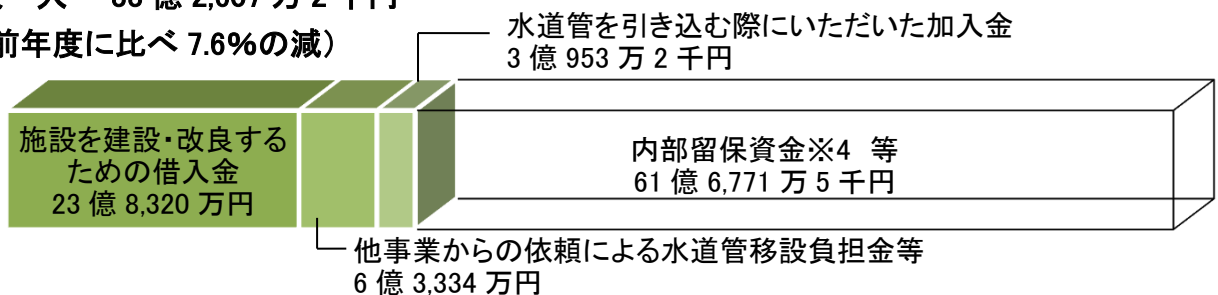 前年度に比べ 7.6%の減)
水道管を引き込む際にいただいた加入金
3 億 953 万 2 千円
施設を建設・改良する
ための借入金
23 億 8,320 万円
内部留保資金※4 等
61 億 6,771 万 5 千円
他事業からの依頼による水道管移設負担金等
6 億 3,334 万円